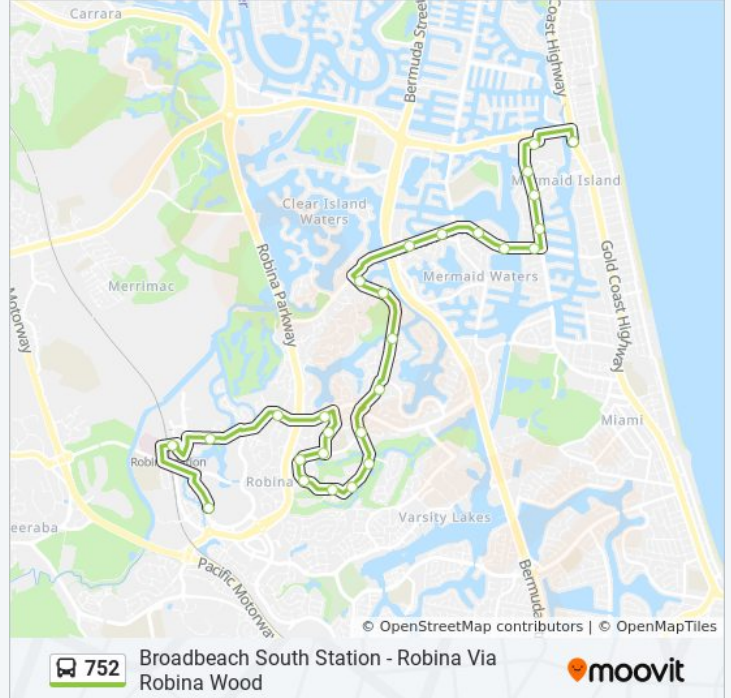 Carrara
Bermuda Stree
Coast Highway
Clear Island
Waters
Mermaid Island
Robina Parkway
Mermaid Waters
Merrimac
Gold Coast Highway
Motorway
Miami
Robina
eeraba
Varsity Lakes
Pacific Motorway
Bermuda
© OpenStreetMap contributors | © OpenMapTiles
752
Broadbeach South Station - Robina Via
Robina Wood
moovit